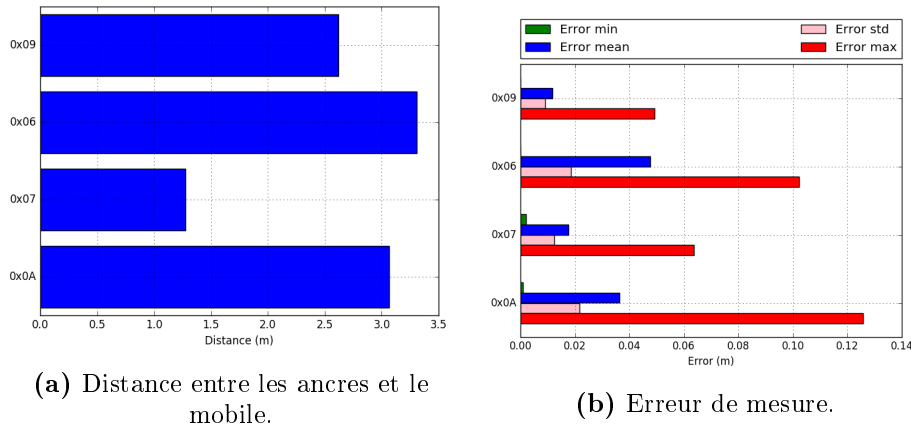 0x09
0x06
0x07
0x0A
0.0 0.5 1.0 1.5 2.0 2.5 3.0 3.5
Distance (m)
(a) Distance entre les ancres et le
mobile.
Error min Error std
Error mean Error max
0x09
0x06
0x07
0x0A
0.00 0.02 0.04 0.06 0.08 0.10 0.12 0.14
Error (m)
(b) Erreur de mesure.